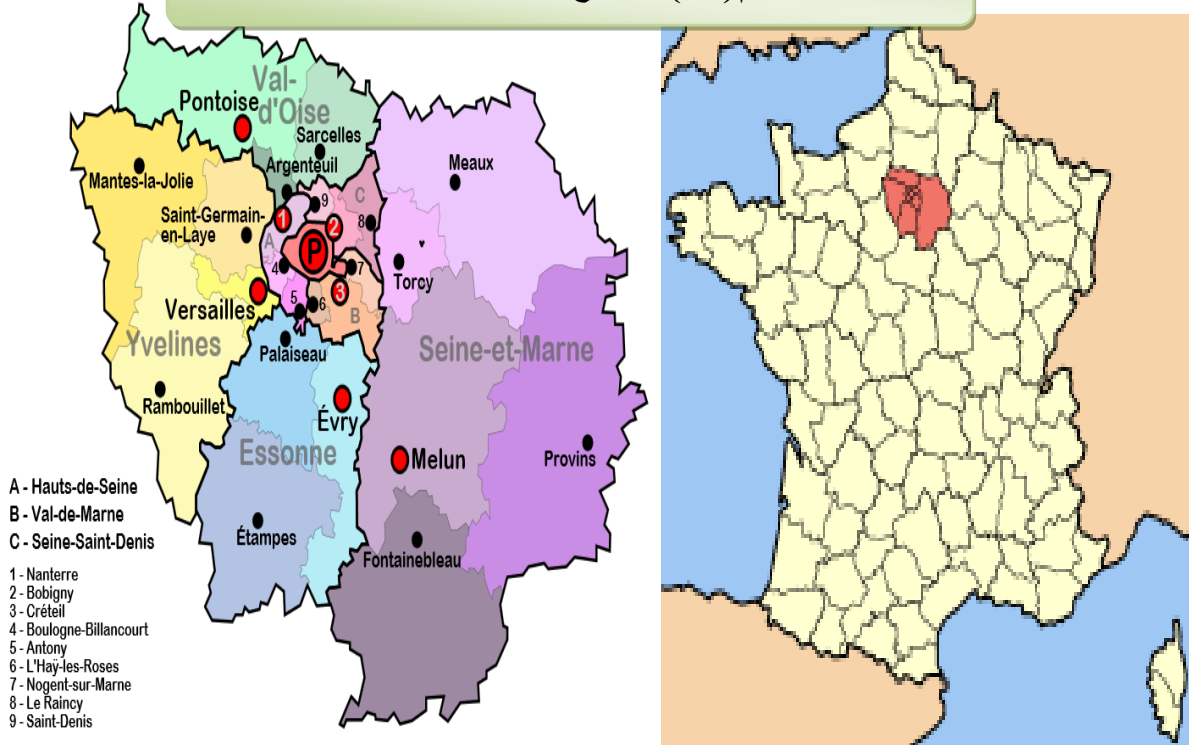 Val-
d'Oise
Pontoise
Sarcelles
Argenteuil
Mantes-la-Jolie
Meaux
9
C
1
2
8
Saint-Germain-
en-Laye
A
P
4
7
Torcy
3
Versailles
5
6
B
Yvelines
Palaiseau
Seine-et-Marne
Rambouillet
Évry
Essonne
Melun
Provins
Étampes
Fontainebleau
A - Hauts-de-Seine
B - Val-de-Marne
C - Seine-Saint-Denis
1 - Nanterre
2 - Bobigny
3 - Créteil
4 - Boulogne-Billancourt
5 - Antony
6 - L'Haÿ-les-Roses
7 - Nogent-sur-Marne
8 - Le Raincy
9 - Saint-Denis